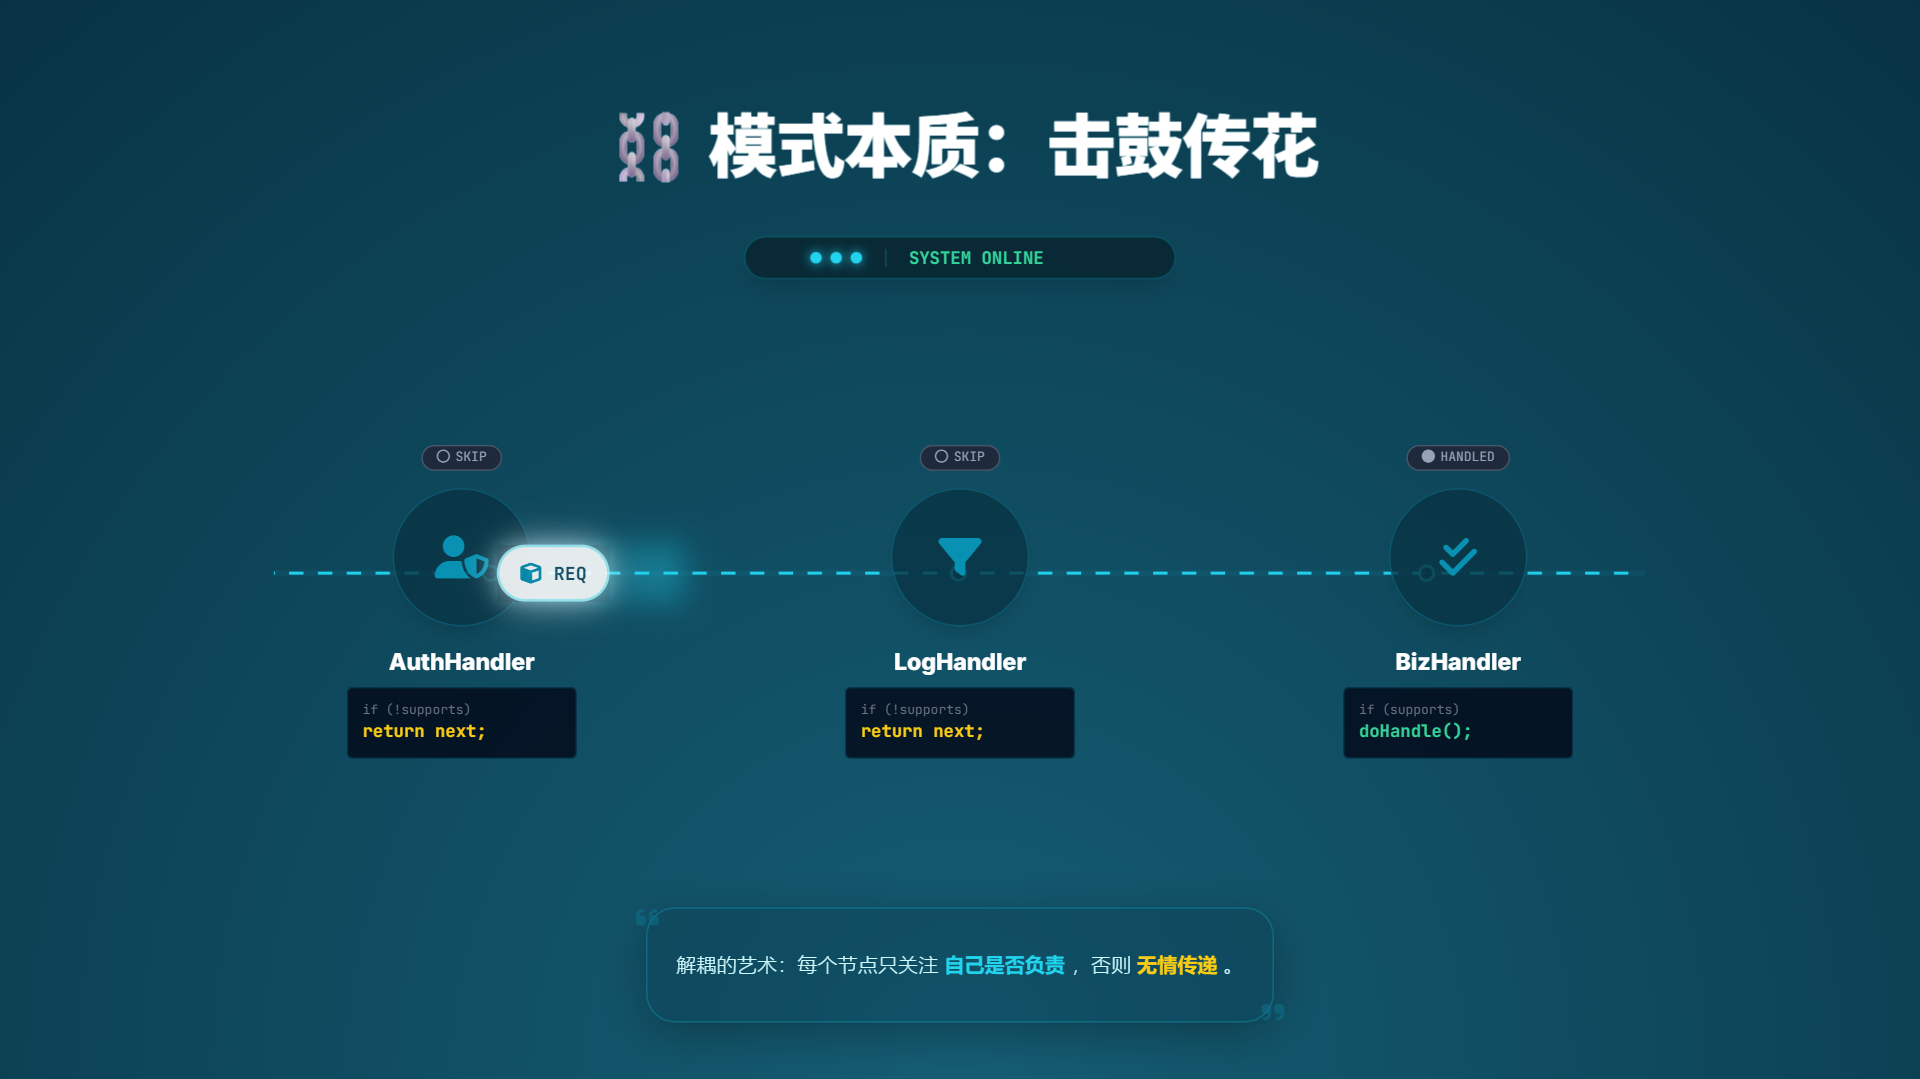 模式本质：击鼓传花
SYSTEM ONLINE
SKIP
SKIP
HANDLED
REQ
AuthHandler
LogHandler
BizHandler
if (!supports)
return next;
if (!supports)
return next;
if (supports)
doHandle();
解耦的艺术：每个节点只关注 自己是否负责 ，否则 无情传递 。